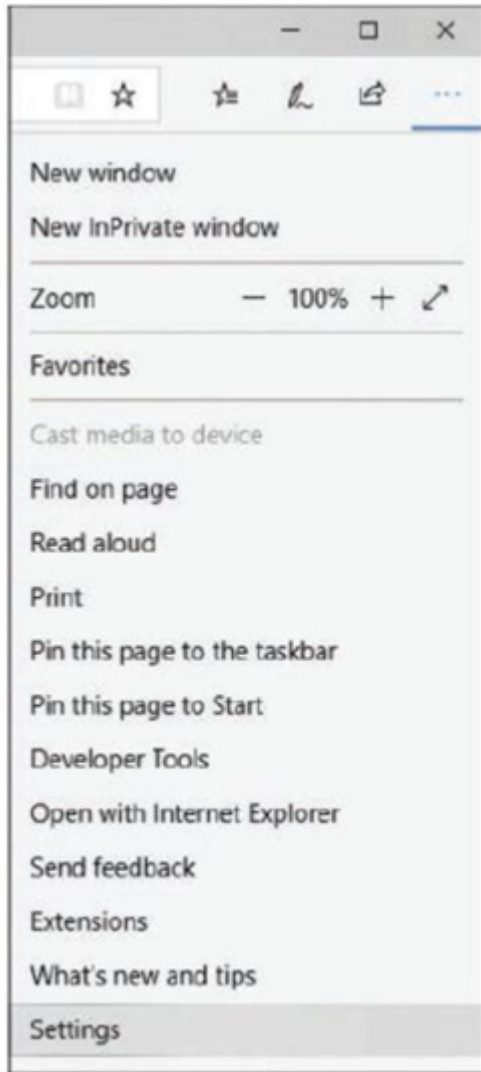 New window
New InPrivate window
Zoom — 100% +
Favorites
Cast media to device
Find on page
Read aloud
Print
Pin this page to the taskbar
Pin this page to Start
Developer Tools
Open with Internet Explorer
Send feedback
Extensions
What's new and tips
Settings